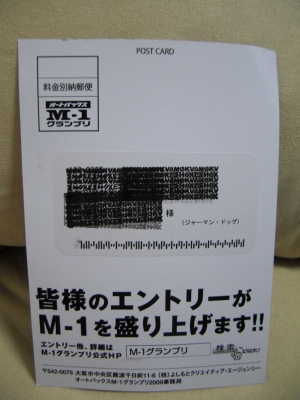 POST CARD
料金別納郵便
オートバックス
M-1
グランプリ
様
(ジャーマン・ドッグ)
皆様のエントリーが
M-1を盛り上げます!!
エントリー他、詳細は
M-1グランプリ公式HP
M-1グランプリ
検索
click!
〒542-0075 大阪市中央区難波千日前11-6 (株)よしもとクリエイティブ・エージェンシー
オートバックスM-1グランプリ2009事務局